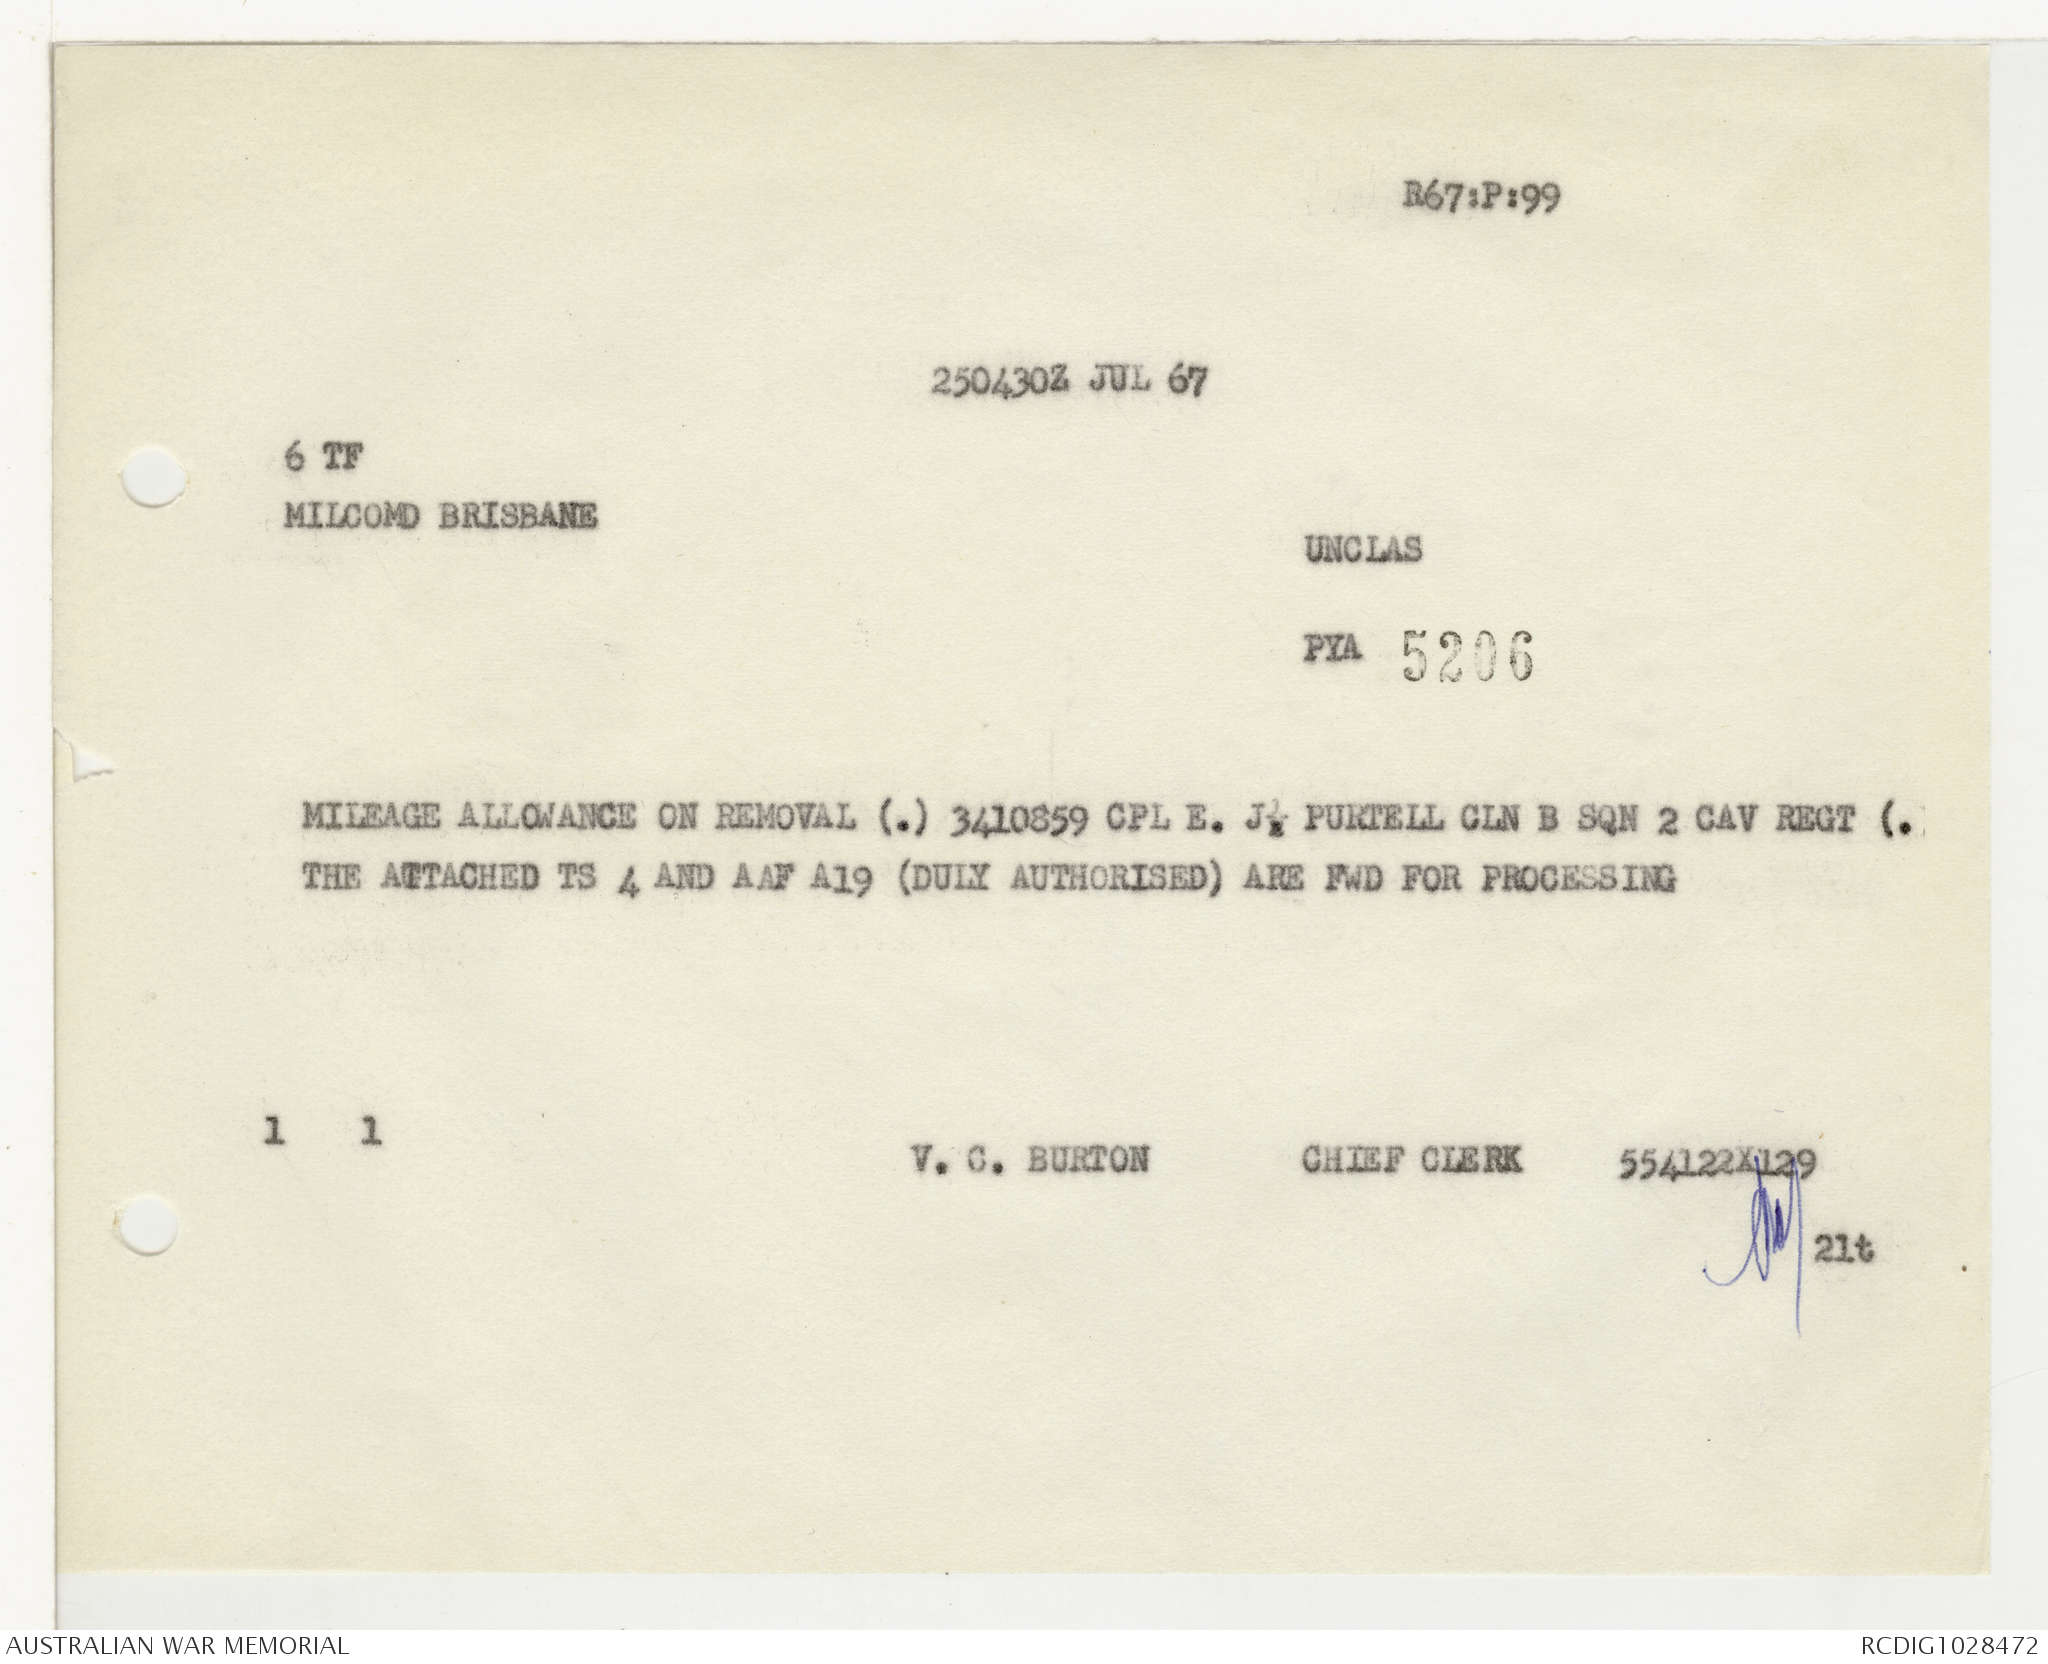 R67:P:99
250430Z JUL 67
6 TF
MILCOMD BRISBANE
UNCLAS
PYA 5206
MILEAGE ALLOWANCE ON REMOVAL (.) 3410859 CPL E. J. PURTELL CLN B SQN 2 CAV REGT (.
THE ATTACHED TS 4 AND AAF A19 (DULY AUTHORISED) ARE FWD FOR PROCESSING
1 1
V. C. BURTON CHIEF CLERK 554122X129
21t
AUSTRALIAN WAR MEMORIAL RCDIG1028472